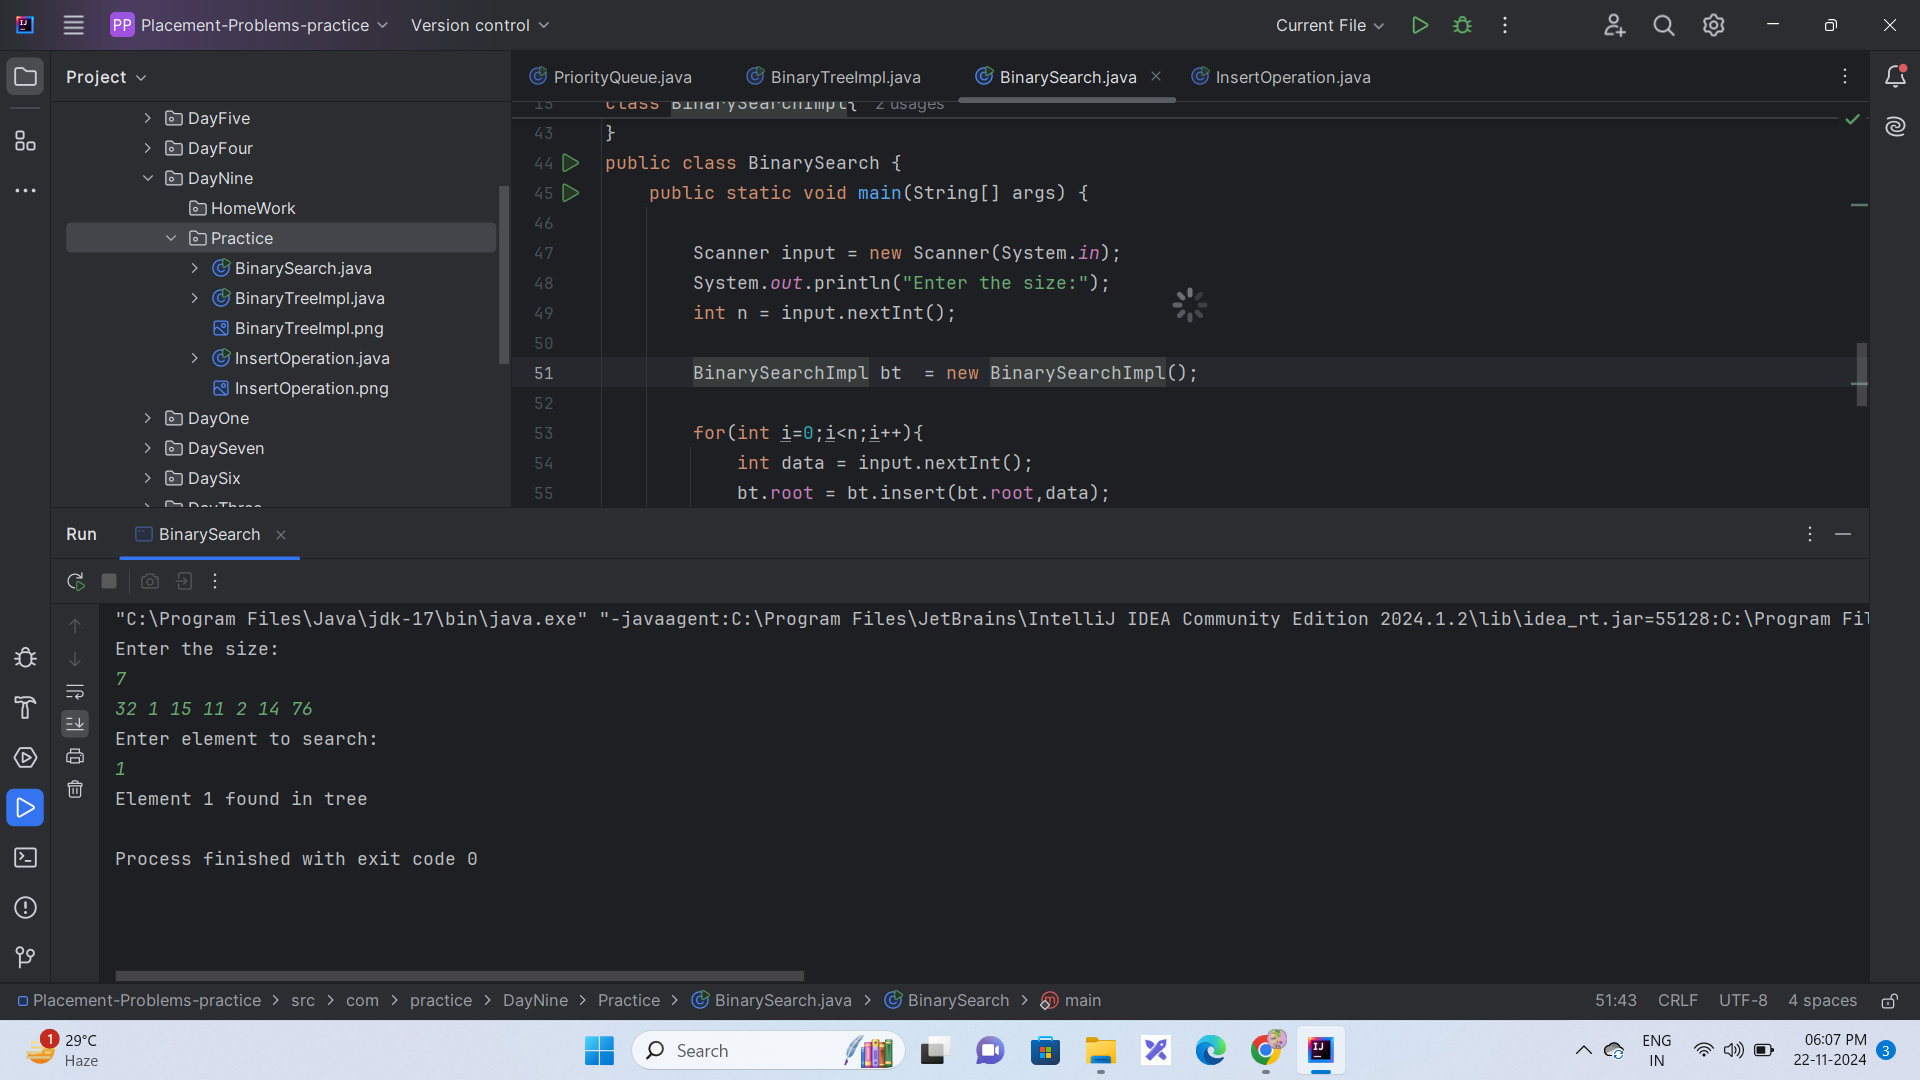 PP Placement-Problems-practice Version control Current File
Project
PriorityQueue.java BinaryTreeImpl.java BinarySearch.java InsertOperation.java
DayFive
DayFour
DayNine
HomeWork
Practice
BinarySearch.java
BinaryTreeImpl.java
BinaryTreeImpl.png
InsertOperation.java
InsertOperation.png
DayOne
DaySeven
DaySix
DayThree
15 class BinarySearchImpl{ 2 usages
43 }
44 public class BinarySearch {
45 public static void main(String[] args) {
46
47 Scanner input = new Scanner(System.in);
48 System.out.println("Enter the size:");
49 int n = input.nextInt();
50
51 BinarySearchImpl bt  = new BinarySearchImpl();
52
53 for(int i=0;i<n;i++){
54 int data = input.nextInt();
55 bt.root = bt.insert(bt.root,data);
Run BinarySearch
"C:\Program Files\Java\jdk-17\bin\java.exe" "-javaagent:C:\Program Files\JetBrains\IntelliJ IDEA Community Edition 2024.1.2\lib\idea_rt.jar=55128:C:\Program Fil
Enter the size:
7
32 1 15 11 2 14 76
Enter element to search:
1
Element 1 found in tree
Process finished with exit code 0
Placement-Problems-practice > src > com > practice > DayNine > Practice > BinarySearch.java > BinarySearch > main 51:43 CRLF UTF-8 4 spaces
1 29°C
Haze
Search
ENG
IN
06:07 PM
22-11-2024
3